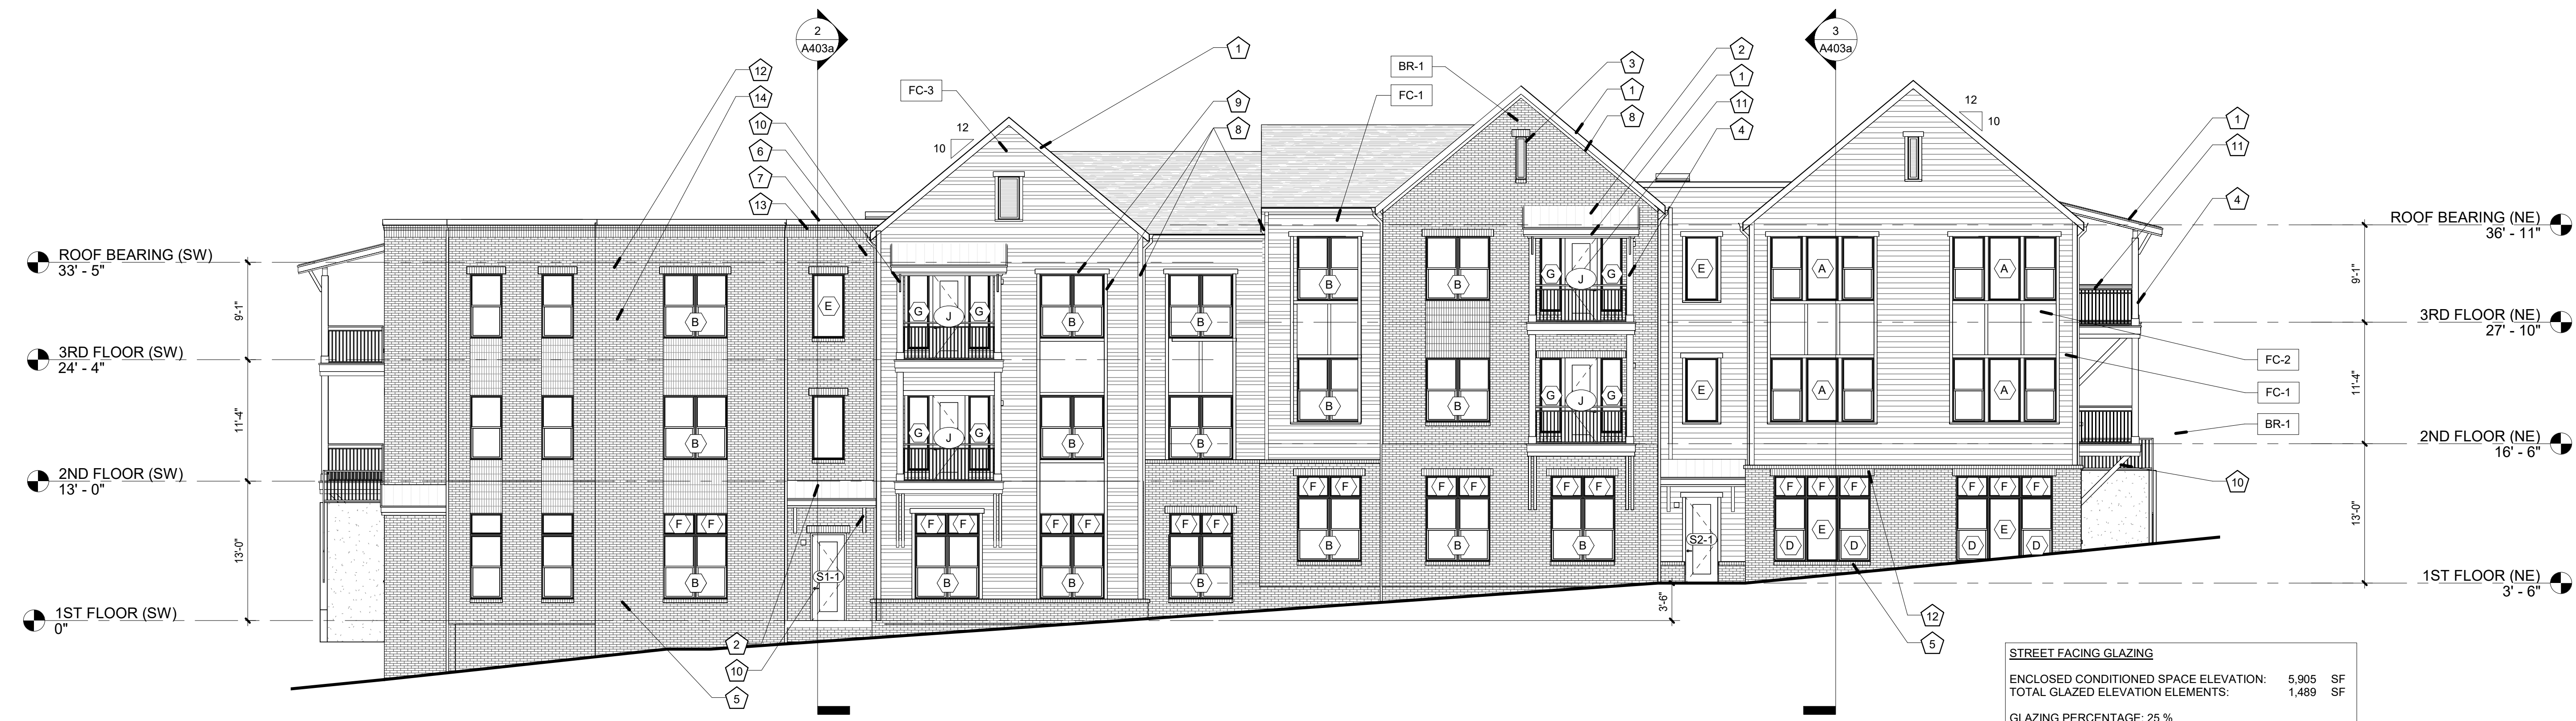 2
A403a
3
A403a
12
14
10
6
7
13
FC-3
12
10
1
9
8
BR-1
FC-1
3
1
8
2
1
11
4
12
10
1
11
4
ROOF BEARING (SW)
33' - 5"
9'-1"
3RD FLOOR (SW)
24' - 4"
11'-4"
2ND FLOOR (SW)
13' - 0"
13'-0"
1ST FLOOR (SW)
0"
ROOF BEARING (NE)
36' - 11"
9'-1"
3RD FLOOR (NE)
27' - 10"
11'-4"
2ND FLOOR (NE)
16' - 6"
13'-0"
1ST FLOOR (NE)
3' - 6"
FC-2
FC-1
BR-1
10
B E G J G B B B B G J G E A A
B G J G B B B B G J G E A A
F F F F F F F F F F F F F F F F F F F F
B S1-1 B B B B B B S2-1 D E D D E D
3'-6"
2
10
5
12
5
STREET FACING GLAZING
ENCLOSED CONDITIONED SPACE ELEVATION: 5,905 SF
TOTAL GLAZED ELEVATION ELEMENTS: 1,489 SF
GLAZING PERCENTAGE: 25 %